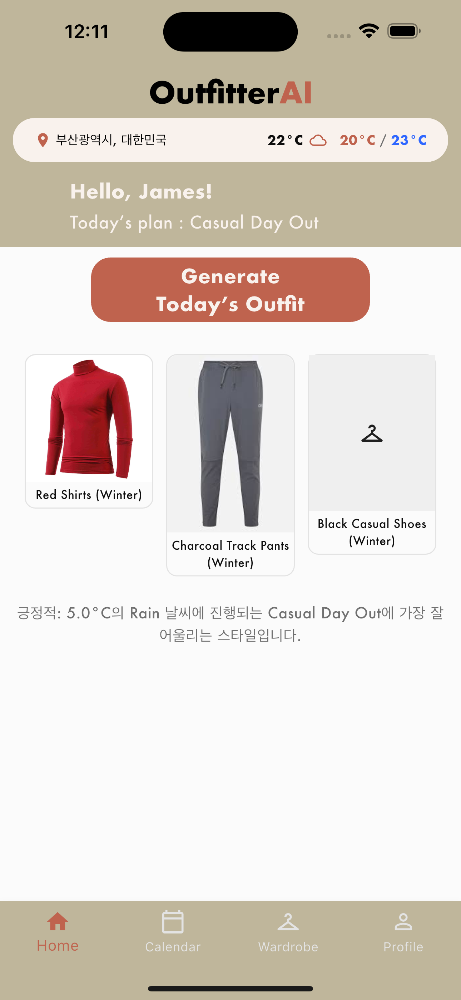 12:11
OutfitterAI
부산광역시, 대한민국 22°C 20°C / 23°C
Hello, James!
Today’s plan : Casual Day Out
Generate
Today’s Outfit
Red Shirts (Winter)
Charcoal Track Pants
(Winter)
Black Casual Shoes
(Winter)
긍정적: 5.0°C의 Rain 날씨에 진행되는 Casual Day Out에 가장 잘
어울리는 스타일입니다.
Home Calendar Wardrobe Profile